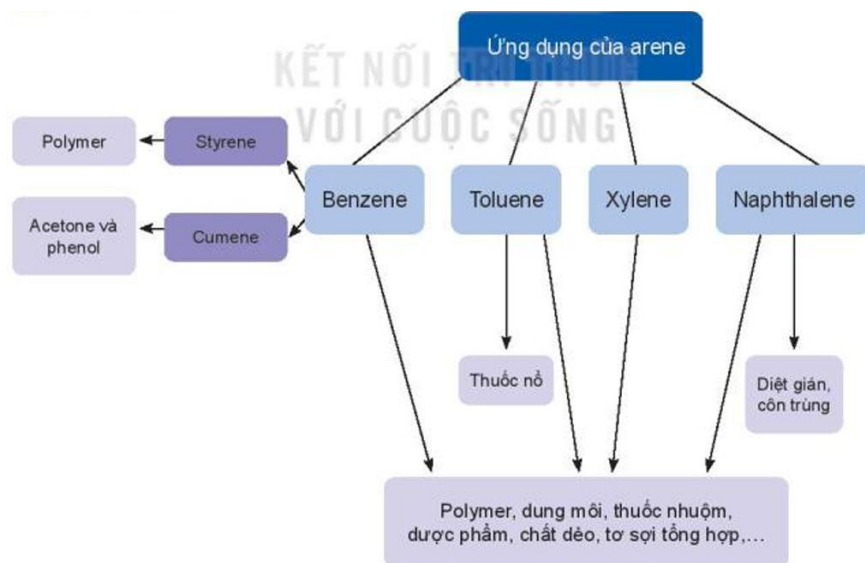 Ứng dụng của arene
KẾT NỐI TRI THỨC
VỚI CUỘC SỐNG
Polymer
Styrene
Acetone và
phenol
Cumene
Benzene
Toluene
Xylene
Naphthalene
Thuốc nổ
Diệt gián,
côn trùng
Polymer, dung môi, thuốc nhuộm,
dược phẩm, chất dẻo, tơ sợi tổng hợp,...